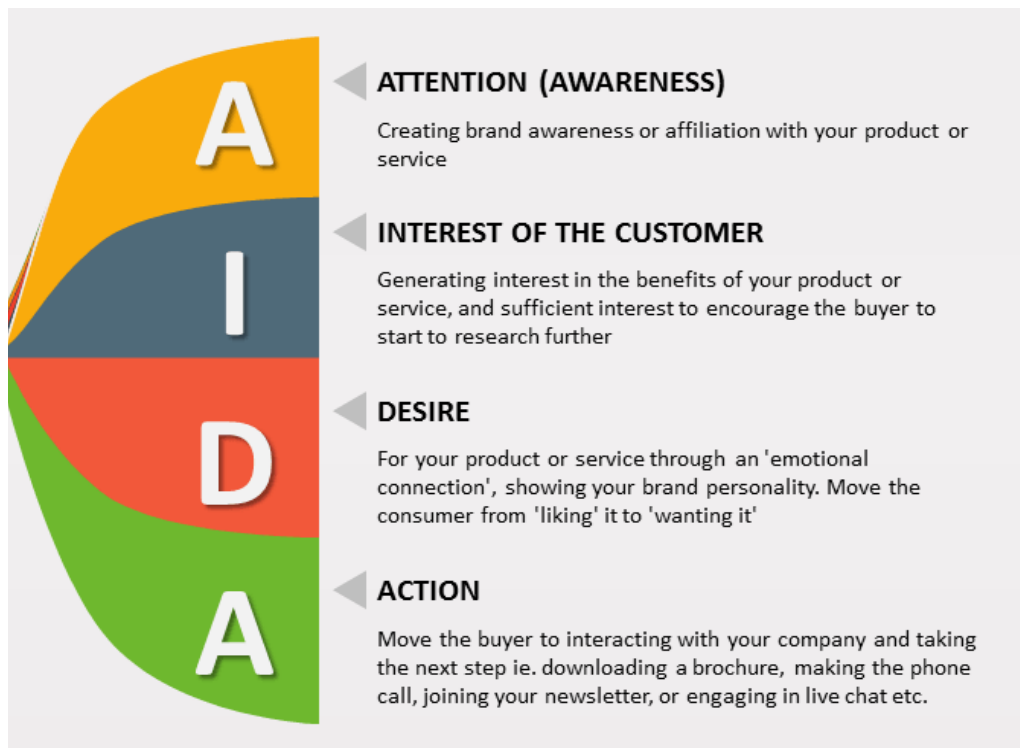 A
ATTENTION (AWARENESS)
Creating brand awareness or affiliation with your product or
service
I
INTEREST OF THE CUSTOMER
Generating interest in the benefits of your product or
service, and sufficient interest to encourage the buyer to
start to research further
D
DESIRE
For your product or service through an 'emotional
connection', showing your brand personality. Move the
consumer from 'liking' it to 'wanting it'
A
ACTION
Move the buyer to interacting with your company and taking
the next step ie. downloading a brochure, making the phone
call, joining your newsletter, or engaging in live chat etc.